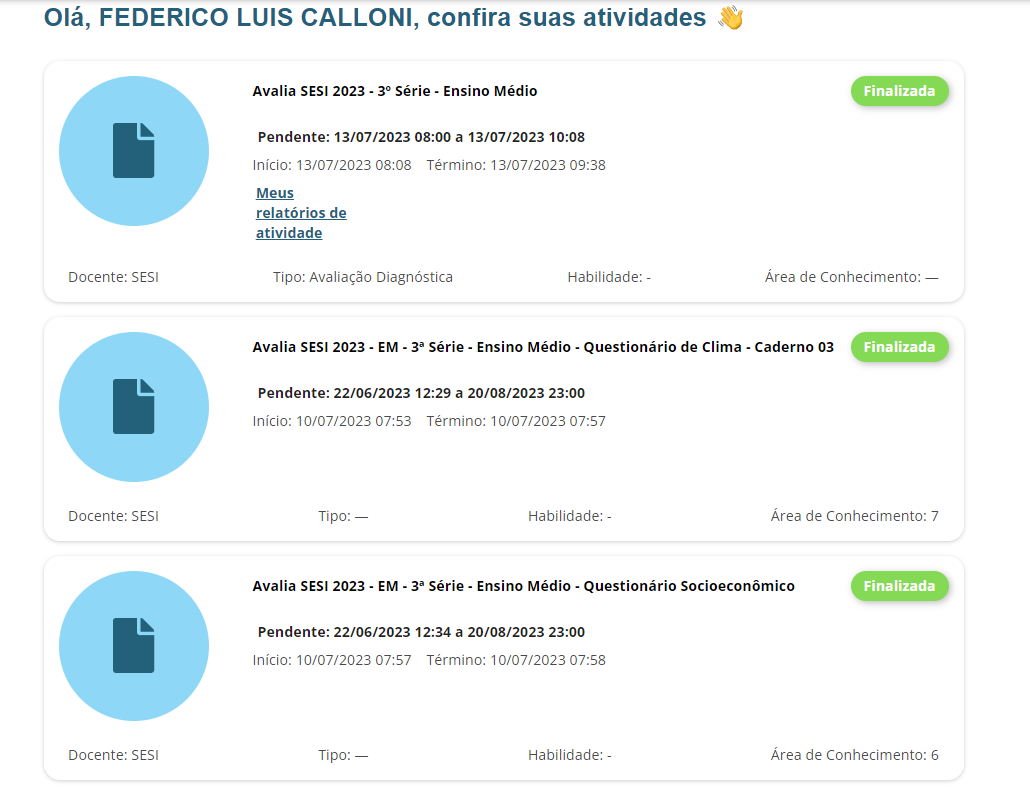 Olá, FEDERICO LUIS CALLONI, confira suas atividades 👋
Avalia SESI 2023 - 3º Série - Ensino Médio
Finalizada
Pendente: 13/07/2023 08:00 a 13/07/2023 10:08
Início: 13/07/2023 08:08 Término: 13/07/2023 09:38
Meus
relatórios de
atividade
Docente: SESI Tipo: Avaliação Diagnóstica Habilidade: - Área de Conhecimento: —
Avalia SESI 2023 - EM - 3ª Série - Ensino Médio - Questionário de Clima - Caderno 03
Finalizada
Pendente: 22/06/2023 12:29 a 20/08/2023 23:00
Início: 10/07/2023 07:53 Término: 10/07/2023 07:57
Docente: SESI Tipo: — Habilidade: - Área de Conhecimento: 7
Avalia SESI 2023 - EM - 3ª Série - Ensino Médio - Questionário Socioeconômico
Finalizada
Pendente: 22/06/2023 12:34 a 20/08/2023 23:00
Início: 10/07/2023 07:57 Término: 10/07/2023 07:58
Docente: SESI Tipo: — Habilidade: - Área de Conhecimento: 6